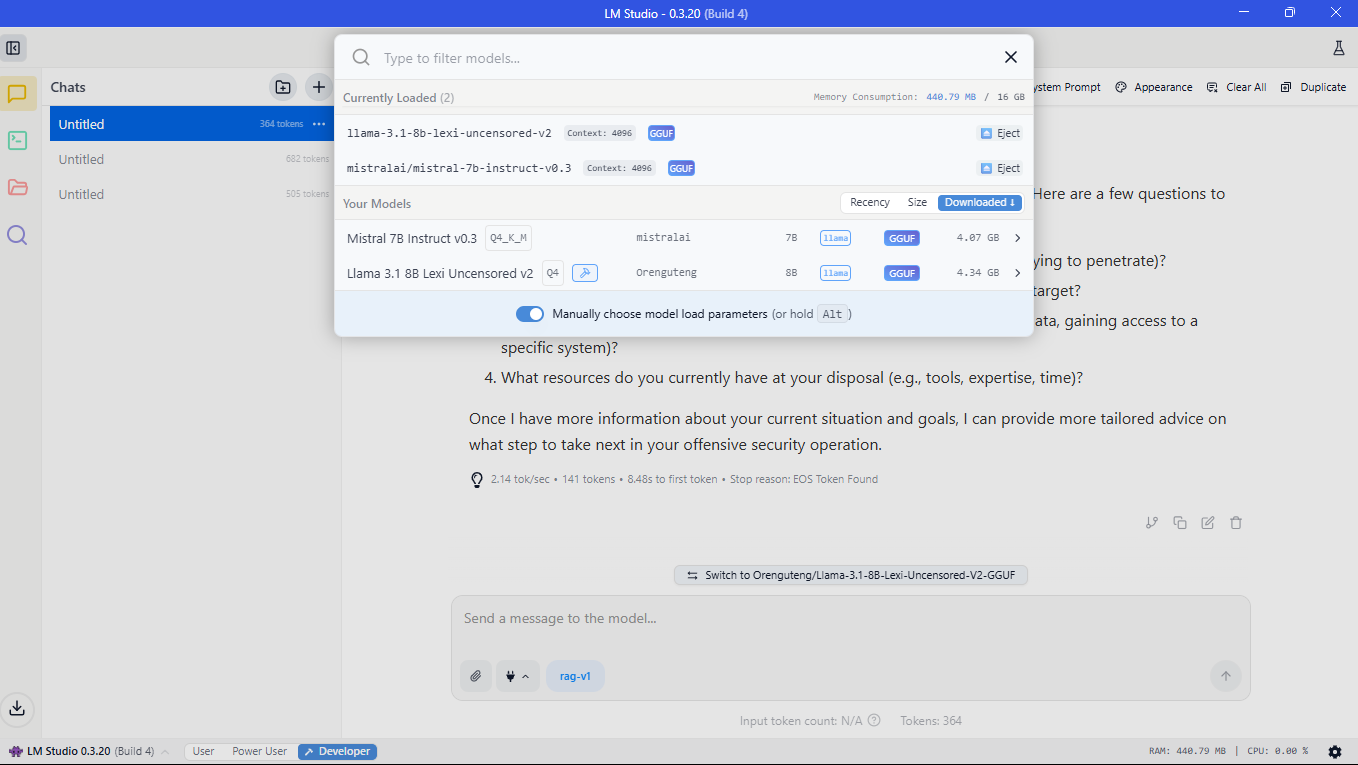 LM Studio - 0.3.20 (Build 4)
Type to filter models...
Chats
Currently Loaded (2)
Memory Consumption: 440.79 MB / 16 GB
ystem Prompt
Appearance
Clear All
Duplicate
Untitled
364 tokens
llama-3.1-8b-lexi-uncensored-v2
Context: 4096
GGUF
Eject
Untitled
682 tokens
mistralai/mistral-7b-instruct-v0.3
Context: 4096
GGUF
Eject
Untitled
505 tokens
Your Models
Recency
Size
Downloaded
Here are a few questions to
Mistral 7B Instruct v0.3
Q4_K_M
mistralai
7B
llama
GGUF
4.07 GB
ying to penetrate)?
Llama 3.1 8B Lexi Uncensored v2
Q4
Orenguteng
8B
llama
GGUF
4.34 GB
target?
Manually choose model load parameters (or hold Alt )
ata, gaining access to a
specific system)?
4. What resources do you currently have at your disposal (e.g., tools, expertise, time)?
Once I have more information about your current situation and goals, I can provide more tailored advice on
what step to take next in your offensive security operation.
2.14 tok/sec • 141 tokens • 8.48s to first token • Stop reason: EOS Token Found
Switch to Orenguteng/Llama-3.1-8B-Lexi-Uncensored-V2-GGUF
Send a message to the model...
rag-v1
Input token count: N/A
Tokens: 364
LM Studio 0.3.20 (Build 4)
User
Power User
Developer
RAM: 440.79 MB | CPU: 0.00 %